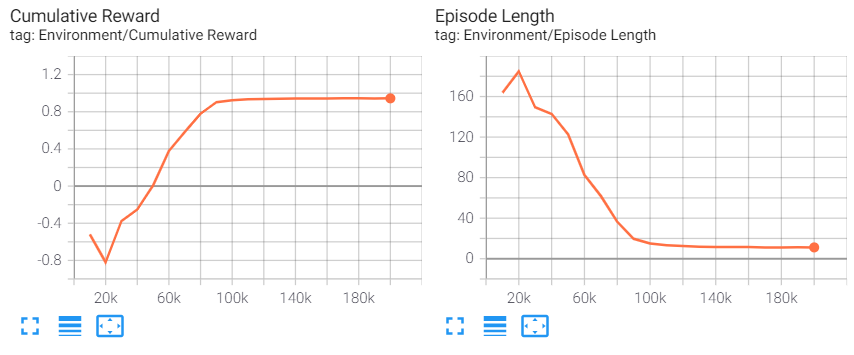 Cumulative Reward
tag: Environment/Cumulative Reward
1.2
0.8
0.4
0
-0.4
-0.8
20k 60k 100k 140k 180k
Episode Length
tag: Environment/Episode Length
160
120
80
40
0
20k 60k 100k 140k 180k